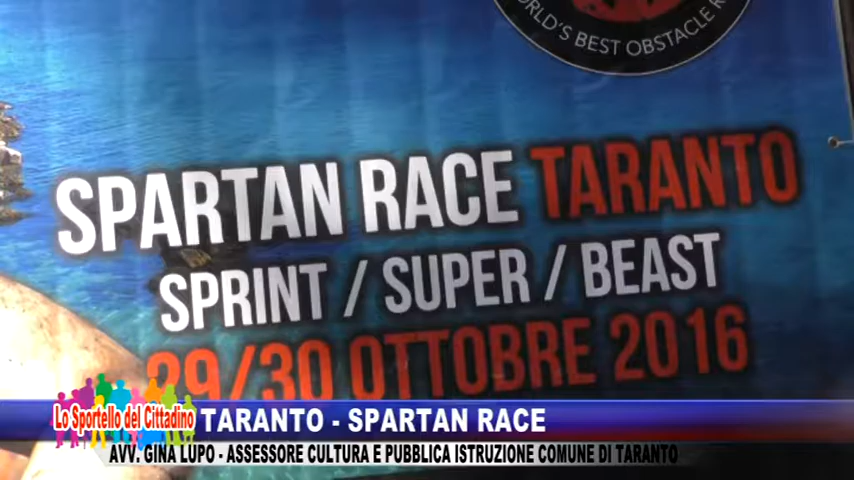 WORLD'S BEST OBSTACLE R
SPARTAN RACE TARANTO
SPRINT / SUPER / BEAST
29/30 OTTOBRE 2016
Lo Sportello del Cittadino
TARANTO - SPARTAN RACE
AVV. GINA LUPO - ASSESSORE CULTURA E PUBBLICA ISTRUZIONE COMUNE DI TARANTO